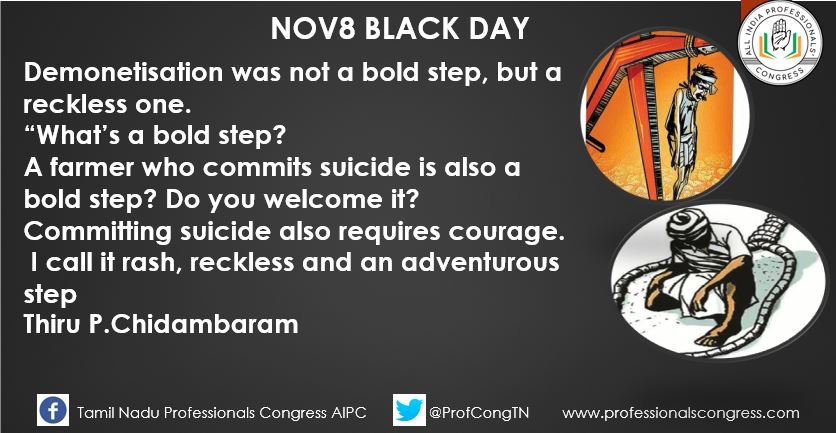 NOV8 BLACK DAY
ALL INDIA PROFESSIONALS'
CONGRESS
Demonetisation was not a bold step, but a
reckless one.
“What’s a bold step?
A farmer who commits suicide is also a
bold step? Do you welcome it?
Committing suicide also requires courage.
I call it rash, reckless and an adventurous
step
Thiru P.Chidambaram
Tamil Nadu Professionals Congress AIPC
@ProfCongTN
www.professionalscongress.com